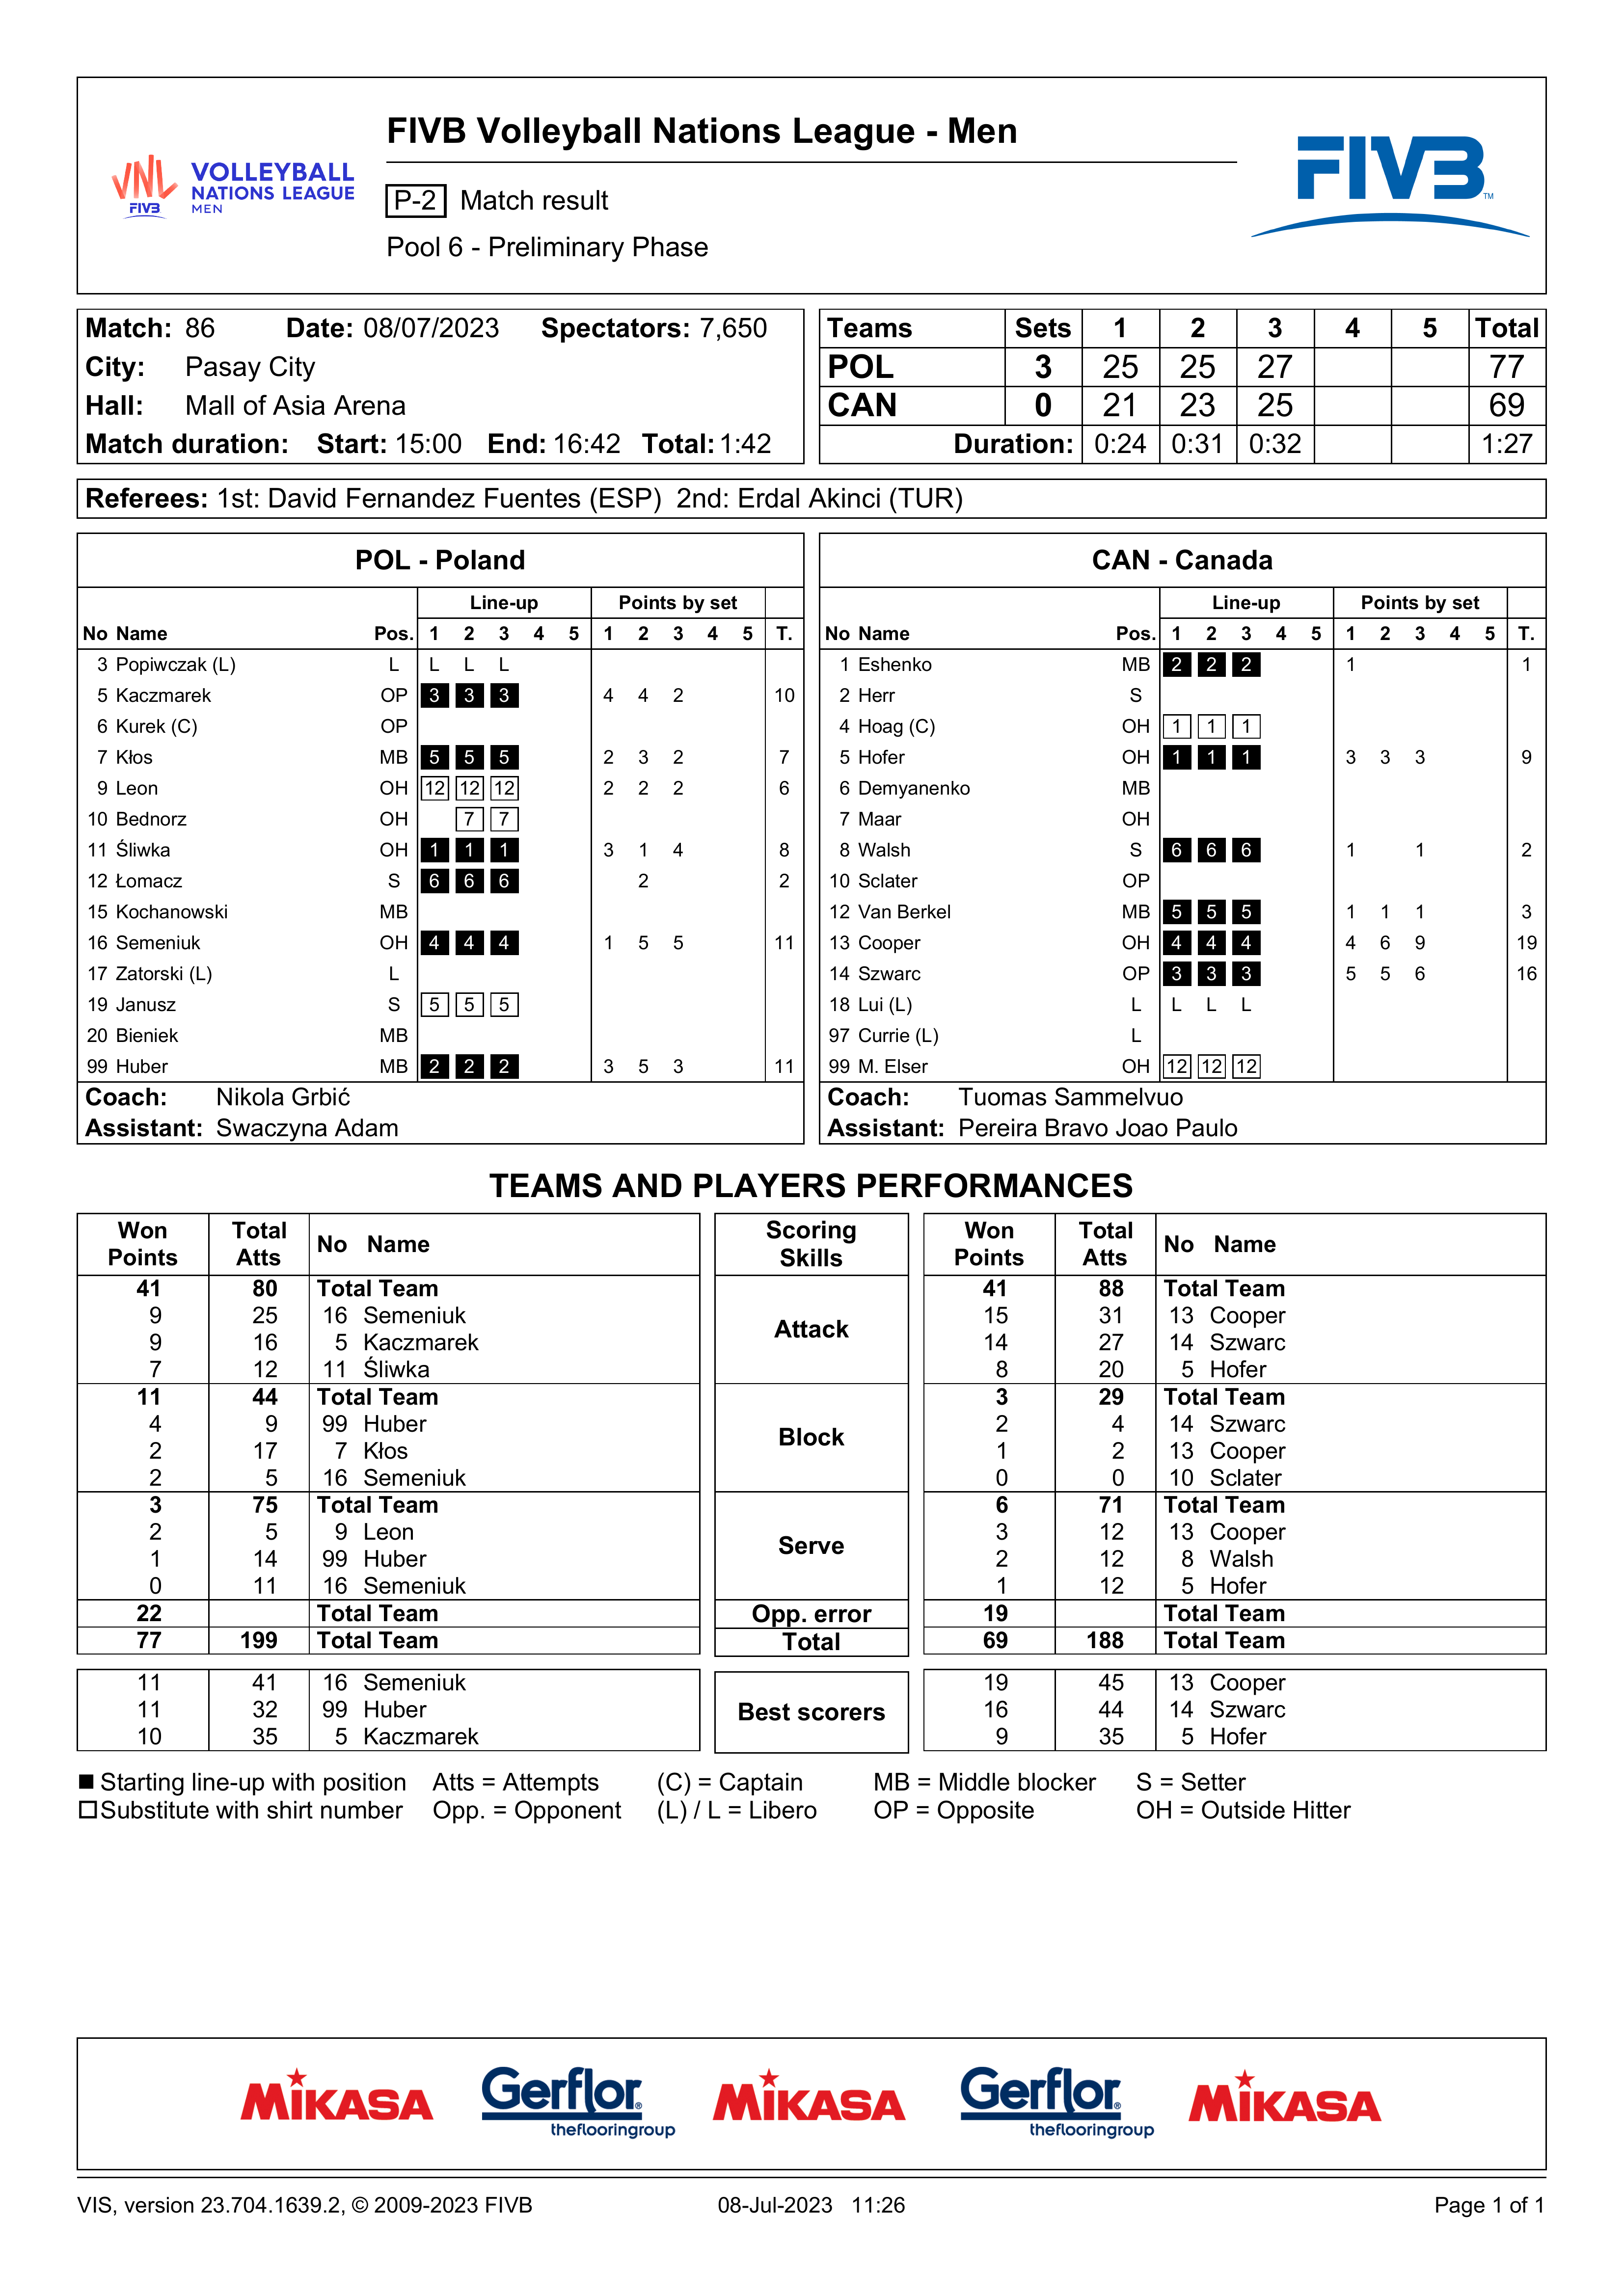 FIVB Volleyball Nations League - Men
VNL FIVB VOLLEYBALL NATIONS LEAGUE MEN
P-2 Match result
FIVB TM
Pool 6 - Preliminary Phase
Match: 86 Date: 08/07/2023 Spectators: 7,650
City: Pasay City
Hall: Mall of Asia Arena
Match duration: Start: 15:00 End: 16:42 Total: 1:42
Teams Sets 1 2 3 4 5 Total
POL 3 25 25 27 77
CAN 0 21 23 25 69
Duration: 0:24 0:31 0:32 1:27
Referees: 1st: David Fernandez Fuentes (ESP) 2nd: Erdal Akinci (TUR)
POL - Poland
Line-up Points by set
No Name Pos. 1 2 3 4 5 1 2 3 4 5 T.
3 Popiwczak (L) L L L L
5 Kaczmarek OP 3 3 3 4 4 2 10
6 Kurek (C) OP
7 Kłos MB 5 5 5 2 3 2 7
9 Leon OH 12 12 12 2 2 2 6
10 Bednorz OH 7 7
11 Śliwka OH 1 1 1 3 1 4 8
12 Łomacz S 6 6 6 2 2
15 Kochanowski MB
16 Semeniuk OH 4 4 4 1 5 5 11
17 Zatorski (L) L
19 Janusz S 5 5 5
20 Bieniek MB
99 Huber MB 2 2 2 3 5 3 11
Coach: Nikola Grbić
Assistant: Swaczyna Adam
CAN - Canada
Line-up Points by set
No Name Pos. 1 2 3 4 5 1 2 3 4 5 T.
1 Eshenko MB 2 2 2 1 1
2 Herr S
4 Hoag (C) OH 1 1 1
5 Hofer OH 1 1 1 3 3 3 9
6 Demyanenko MB
7 Maar OH
8 Walsh S 6 6 6 1 1 2
10 Sclater OP
12 Van Berkel MB 5 5 5 1 1 1 3
13 Cooper OH 4 4 4 4 6 9 19
14 Szwarc OP 3 3 3 5 5 6 16
18 Lui (L) L L L L
97 Currie (L) L
99 M. Elser OH 12 12 12
Coach: Tuomas Sammelvuo
Assistant: Pereira Bravo Joao Paulo
TEAMS AND PLAYERS PERFORMANCES
Won Points Total Atts No Name Scoring Skills Won Points Total Atts No Name
41 80 Total Team Attack 41 88 Total Team
9 25 16 Semeniuk 15 31 13 Cooper
9 16 5 Kaczmarek 14 27 14 Szwarc
7 12 11 Śliwka 8 20 5 Hofer
11 44 Total Team Block 3 29 Total Team
4 9 99 Huber 2 4 14 Szwarc
2 17 7 Kłos 1 2 13 Cooper
2 5 16 Semeniuk 0 0 10 Sclater
3 75 Total Team Serve 6 71 Total Team
2 5 9 Leon 3 12 13 Cooper
1 14 99 Huber 2 12 8 Walsh
0 11 16 Semeniuk 1 12 5 Hofer
22 Total Team Opp. error 19 Total Team
77 199 Total Team Total 69 188 Total Team
11 41 16 Semeniuk Best scorers 19 45 13 Cooper
11 32 99 Huber 16 44 14 Szwarc
10 35 5 Kaczmarek 9 35 5 Hofer
Starting line-up with position Atts = Attempts (C) = Captain MB = Middle blocker S = Setter
Substitute with shirt number Opp. = Opponent (L) / L = Libero OP = Opposite OH = Outside Hitter
MIKASA Gerflor® theflooringgroup MIKASA Gerflor® theflooringgroup MIKASA
VIS, version 23.704.1639.2, © 2009-2023 FIVB 08-Jul-2023 11:26 Page 1 of 1